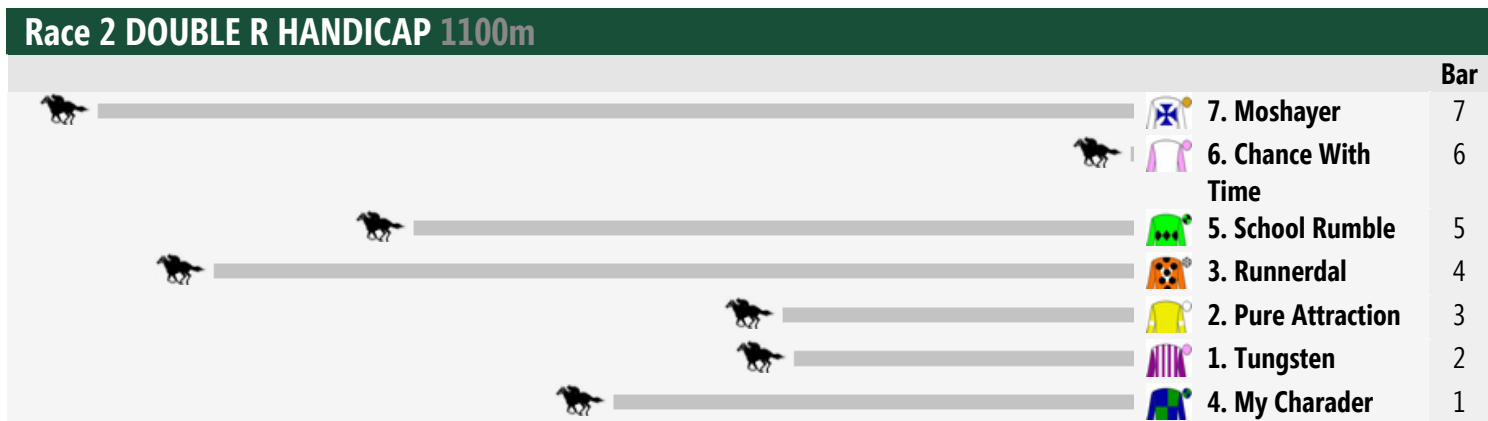 Race 2 DOUBLE R HANDICAP 1100m
Bar
7. Moshayer 7
6. Chance With 6
Time
5. School Rumble 5
3. Runnerdal 4
2. Pure Attraction 3
1. Tungsten 2
4. My Charader 1